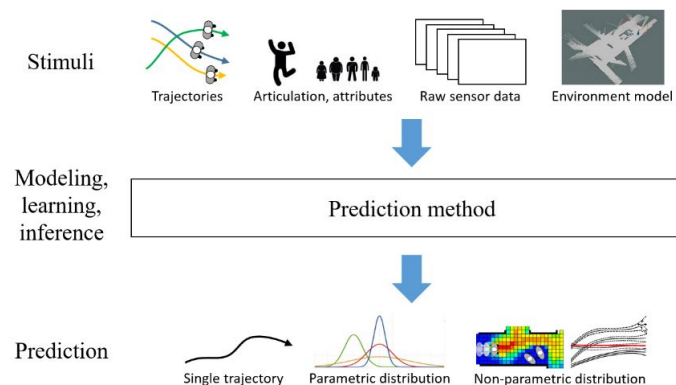 Stimuli
Trajectories
Articulation, attributes
Raw sensor data
Environment model
Modeling,
learning,
inference
Prediction method
Prediction
Single trajectory
Parametric distribution
Non-parametric distribution